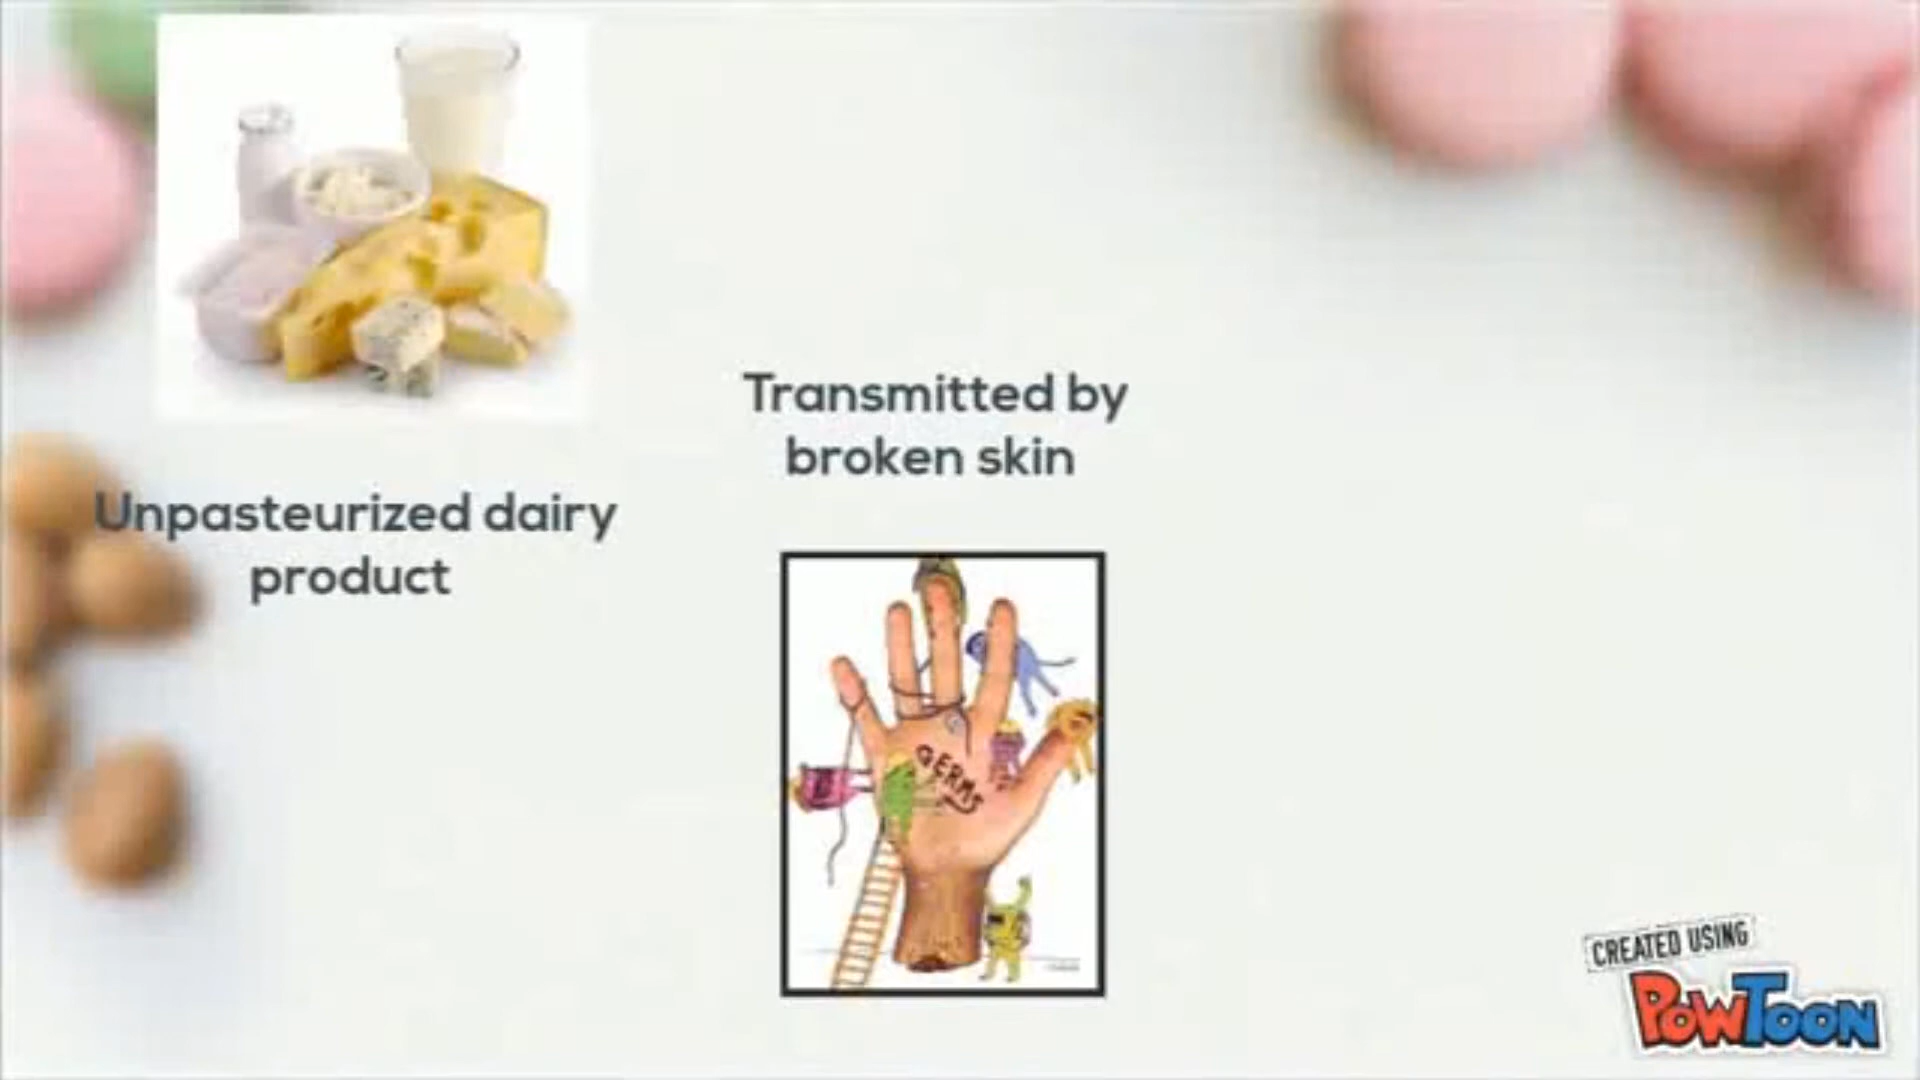 Unpasteurized dairy
product
Transmitted by
broken skin
GERMS
CREATED USING
POWTOON